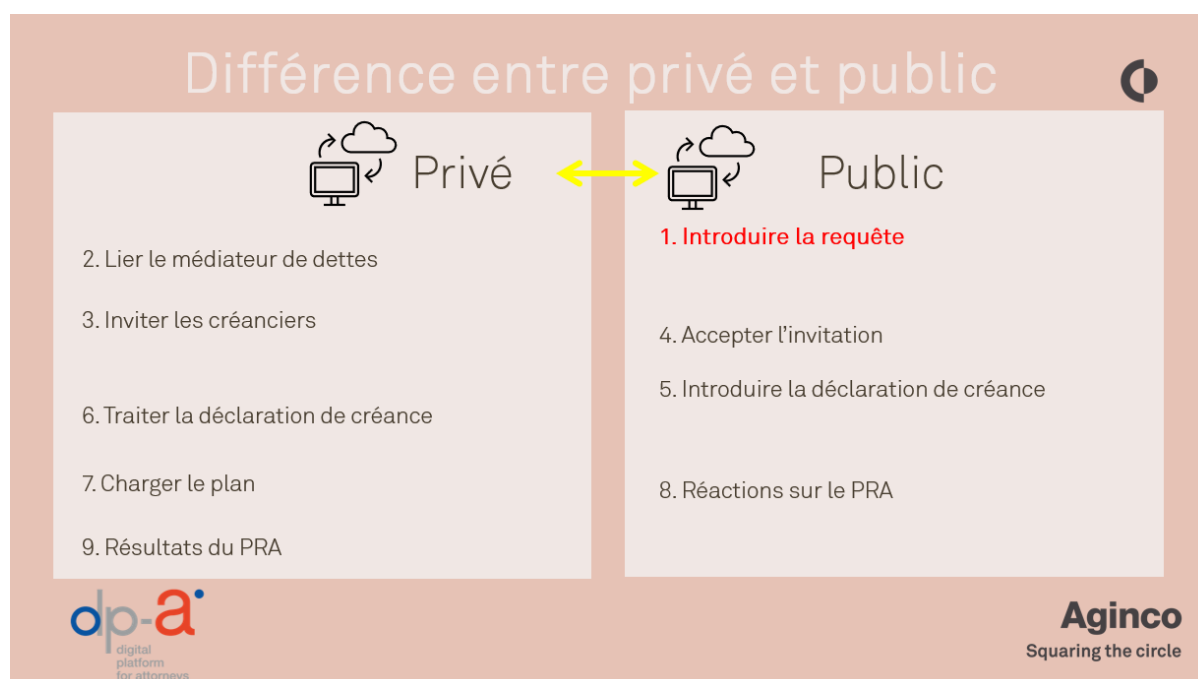 Différence entre privé et public
Privé
2. Lier le médiateur de dettes
3. Inviter les créanciers
6. Traiter la déclaration de créance
7. Charger le plan
9. Résultats du PRA
Public
1. Introduire la requête
4. Accepter l'invitation
5. Introduire la déclaration de créance
8. Réactions sur le PRA
dp-a
digital
platform
for attorneys
Aginco
Squaring the circle